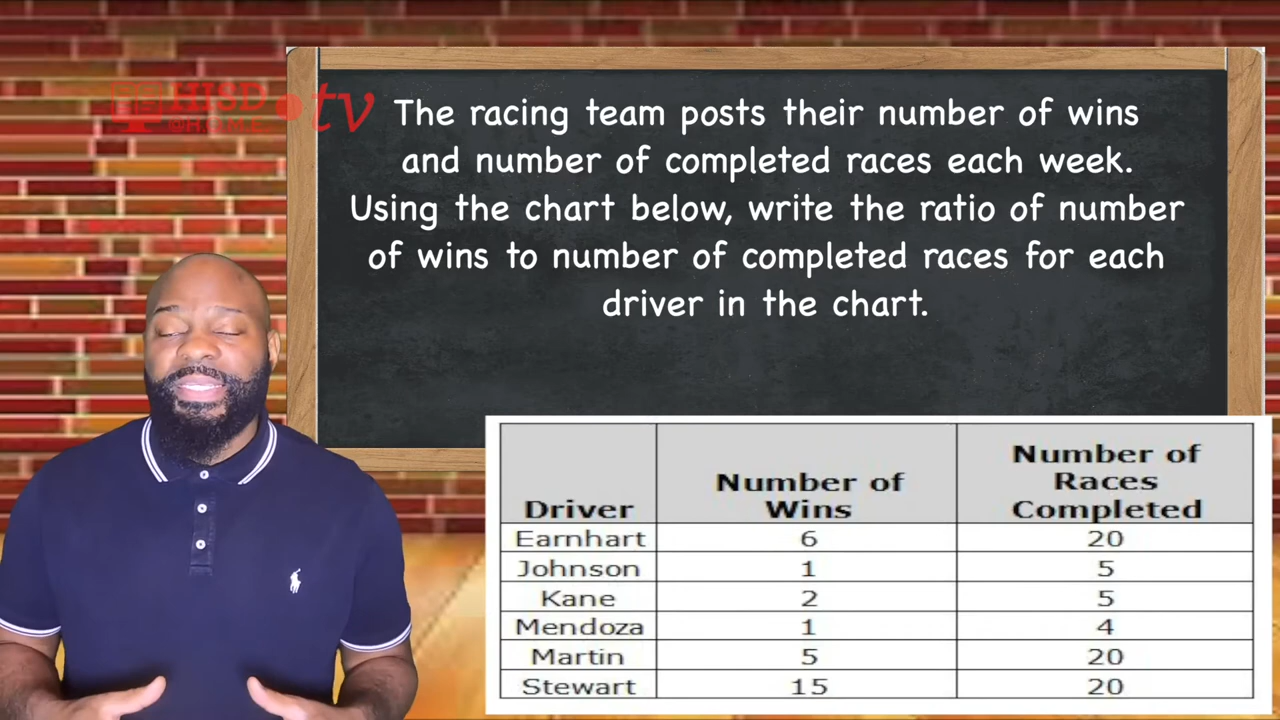 HISD
@H.O.M.E.
.tv
The racing team posts their number of wins
and number of completed races each week.
Using the chart below, write the ratio of number
of wins to number of completed races for each
driver in the chart.
Driver Number of Wins Number of Races Completed
Earnhart 6 20
Johnson 1 5
Kane 2 5
Mendoza 1 4
Martin 5 20
Stewart 15 20